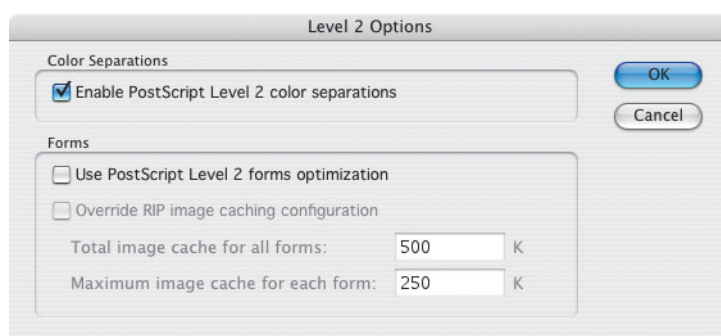 Level 2 Options
Color Separations
Enable PostScript Level 2 color separations
OK
Cancel
Forms
Use PostScript Level 2 forms optimization
Override RIP image caching configuration
Total image cache for all forms: 500 K
Maximum image cache for each form: 250 K